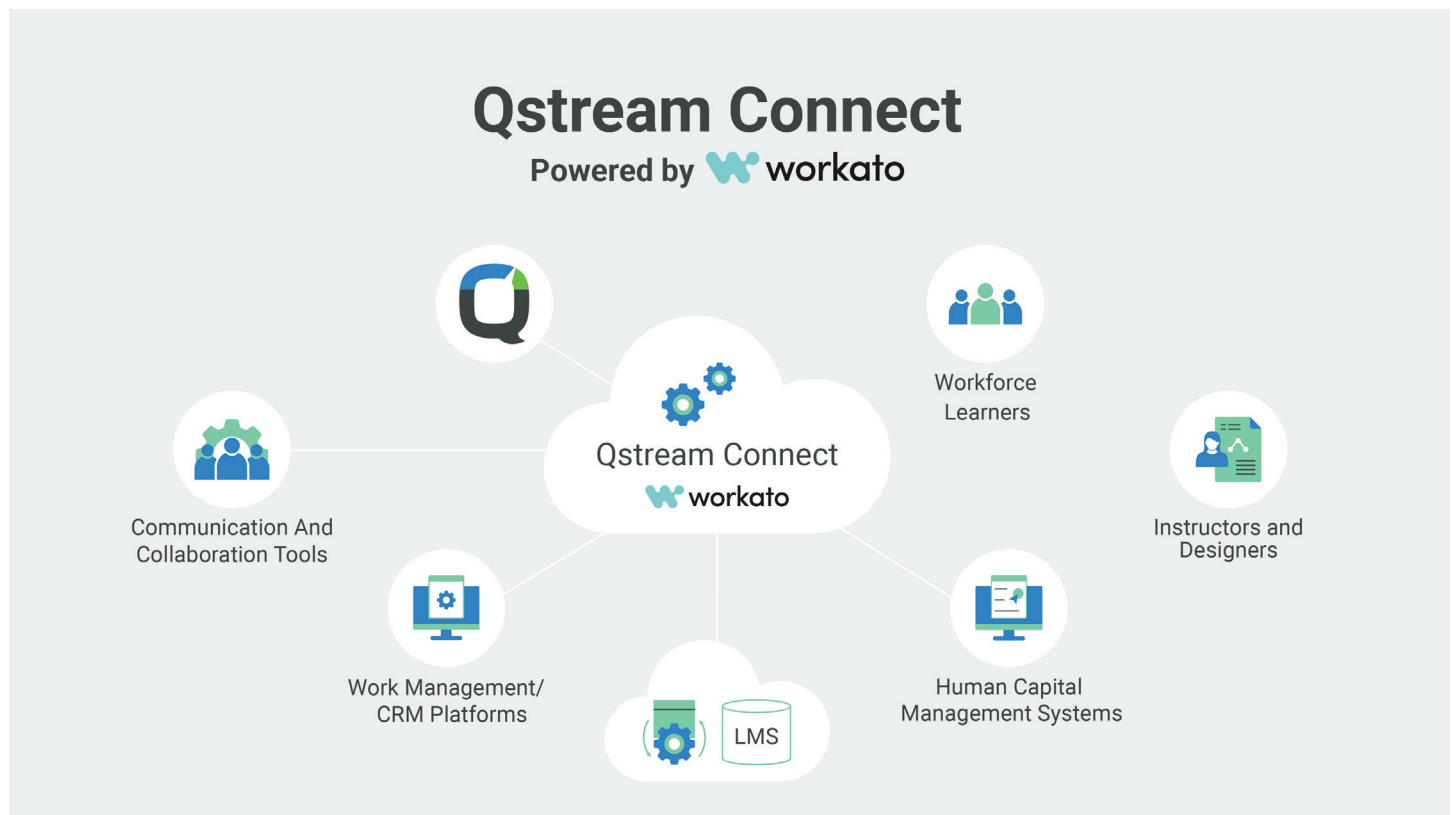 Qstream Connect
Powered by workato
Workforce
Learners
Qstream Connect
workato
Communication And
Collaboration Tools
Instructors and
Designers
Work Management/
CRM Platforms
LMS
Human Capital
Management Systems